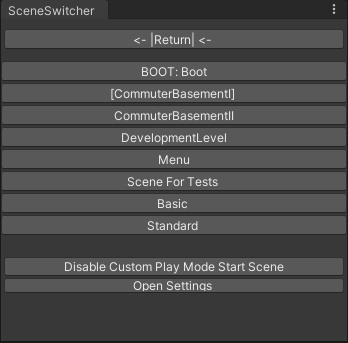 SceneSwitcher
<- |Return| <-
BOOT: Boot
[CommuterBasementI]
CommuterBasementII
DevelopmentLevel
Menu
Scene For Tests
Basic
Standard
Disable Custom Play Mode Start Scene
Open Settings